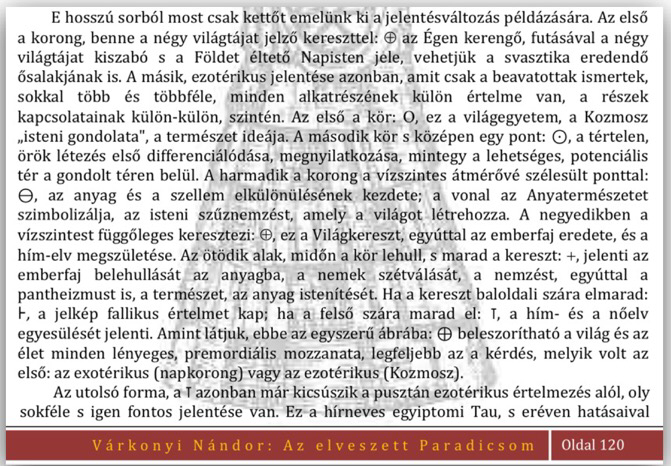 E hosszú sorból most csak kettőt emelünk ki a jelentésváltozás példázására. Az első
a korong, benne a négy világtájat jelző kereszttel: ⊕ az Égen kerengő, futásával a négy
világtájat kiszabó s a Földet éltető Napisten jele, vehetjük a svasztika eredendő
ősalakjának is. A másik, ezotérikus jelentése azonban, amit csak a beavatottak ismertek,
sokkal több és többféle, minden alkatrészének külön értelme van, a részek
kapcsolatainak külön-külön, szintén. Az első a kör: O, ez a világegyetem, a Kozmosz
„isteni gondolata", a természet ideája. A második kör s középen egy pont: ⊙, a tértelen,
örök létezés első differenciálódása, megnyilatkozása, mintegy a lehetséges, potenciális
tér a gondolt téren belül. A harmadik a korong a vízszintes átmérővé szélesült ponttal:
⊖, az anyag és a szellem elkülönülésének kezdete; a vonal az Anyatermészetet
szimbolizálja, az isteni szűznemzést, amely a világot létrehozza. A negyedikben a
vízszintest függőleges keresztezi: ⊕, ez a Világkereszt, egyúttal az emberfaj eredete, és a
hím-elv megszületése. Az ötödik alak, midőn a kör lehull, s marad a kereszt: +, jelenti az
emberfaj belehullását az anyagba, a nemek szétválását, a nemzést, egyúttal a
pantheizmust is, a természet, az anyag istenítését. Ha a kereszt baloldali szára elmarad:
⊦, a jelkép fallikus értelmet kap; ha a felső szára marad el: ⊤, a hím- és a nőelv
egyesülését jelenti. Amint látjuk, ebbe az egyszerű ábrába: ⊕ beleszorítható a világ és az
élet minden lényeges, premordiális mozzanata, legfeljebb az a kérdés, melyik volt az
első: az exotérikus (napkorong) vagy az ezotérikus (Kozmosz).
Az utolsó forma, a ⊤ azonban már kicsúszik a pusztán ezotérikus értelmezés alól, oly
sokféle s igen fontos jelentése van. Ez a hírneves egyiptomi Tau, s eréven hatásaival
Várkonyi Nándor: Az elveszett Paradicsom Oldal 120